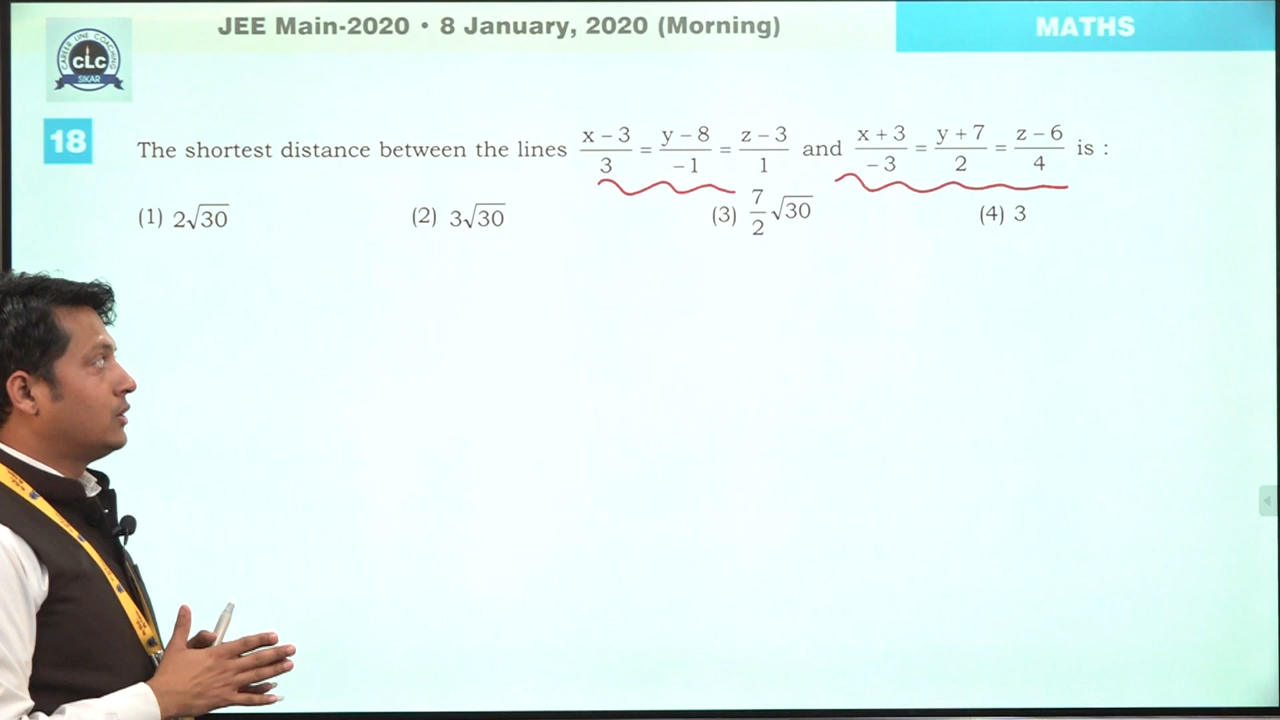 JEE Main-2020 • 8 January, 2020 (Morning)
MATHS
CAREER LINE COACHING
CLC
SIKAR
18
The shortest distance between the lines (x – 3)/3 = (y – 8)/–1 = (z – 3)/1 and (x + 3)/–3 = (y + 7)/2 = (z – 6)/4 is :
(1) 2√30 (2) 3√30 (3) 7/2 √30 (4) 3